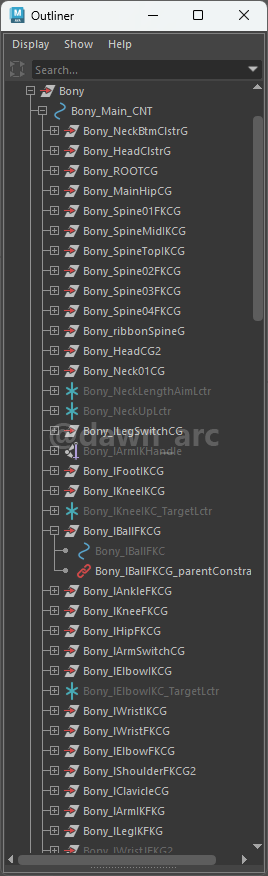 Outliner
Display Show Help
Search...
Bony
Bony_Main_CNT
Bony_NeckBtmClstrG
Bony_HeadClstrG
Bony_ROOTCG
Bony_MainHipCG
Bony_Spine01FKCG
Bony_SpineMidIKCG
Bony_SpineTopIKCG
Bony_Spine02FKCG
Bony_Spine03FKCG
Bony_Spine04FKCG
Bony_ribbonSpineG
Bony_HeadCG2
Bony_Neck01CG
Bony_NeckLengthAimLctr
Bony_NeckUpLctr
Bony_lLegSwitchCG
@dawn_arc
Bony_lArmIKHandle
Bony_lFootIKCG
Bony_lKneeIKCG
Bony_lKneeIKC_TargetLctr
Bony_lBallFKCG
Bony_lBallFKC
Bony_lBallFKCG_parentConstra
Bony_lAnkleFKCG
Bony_lKneeFKCG
Bony_lHipFKCG
Bony_lArmSwitchCG
Bony_lElbowIKCG
Bony_lElbowIKC_TargetLctr
Bony_lWristIKCG
Bony_lWristFKCG
Bony_lElbowFKCG
Bony_lShoulderFKCG2
Bony_lClavicleCG
Bony_lArmIKFKG
Bony_lLegIKFKG
Bony_lWristIFKG2